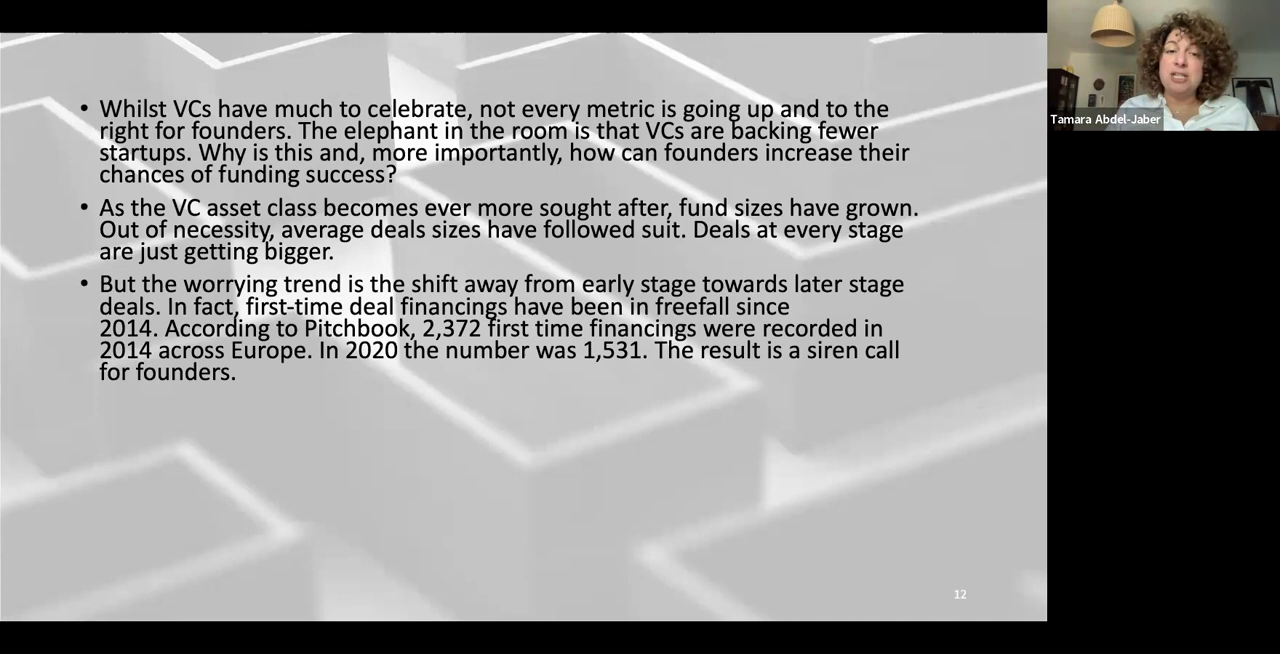 • Whilst VCs have much to celebrate, not every metric is going up and to the
right for founders. The elephant in the room is that VCs are backing fewer
startups. Why is this and, more importantly, how can founders increase their
chances of funding success?
• As the VC asset class becomes ever more sought after, fund sizes have grown.
Out of necessity, average deals sizes have followed suit. Deals at every stage
are just getting bigger.
• But the worrying trend is the shift away from early stage towards later stage
deals. In fact, first-time deal financings have been in freefall since
2014. According to Pitchbook, 2,372 first time financings were recorded in
2014 across Europe. In 2020 the number was 1,531. The result is a siren call
for founders.
12
Tamara Abdel-Jaber